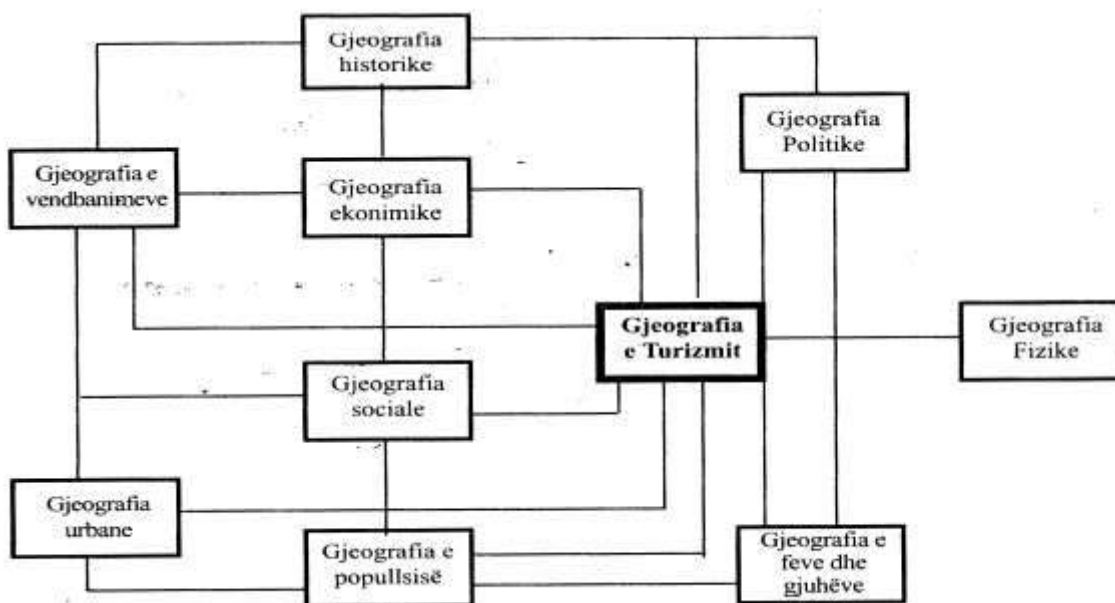 Gjeografia
historike
Gjeografia
Politike
Gjeografia e
vendbanimeve
Gjeografia
ekonimike
Gjeografia
e Turizmit
Gjeografia
Fizike
Gjeografia
sociale
Gjeografia
urbane
Gjeografia e
popullsisë
Gjeografia e
feve dhe
gjuhëve